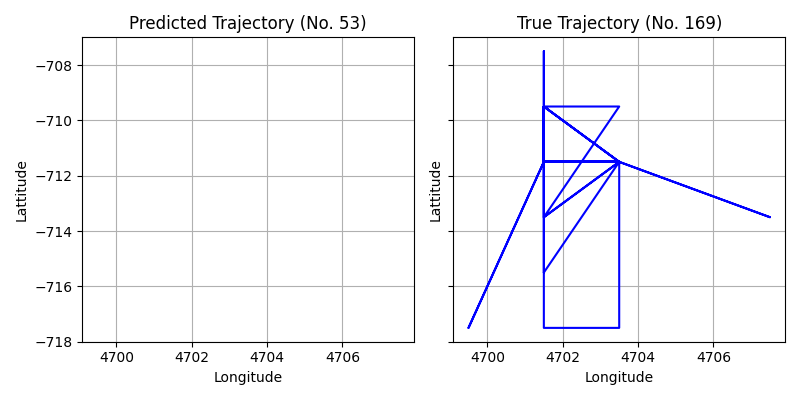 Predicted Trajectory (No. 53)
True Trajectory (No. 169)
Lattitude
−708
−710
−712
−714
−716
−718
4700
4702
4704
4706
Longitude
Lattitude
4700
4702
4704
4706
Longitude